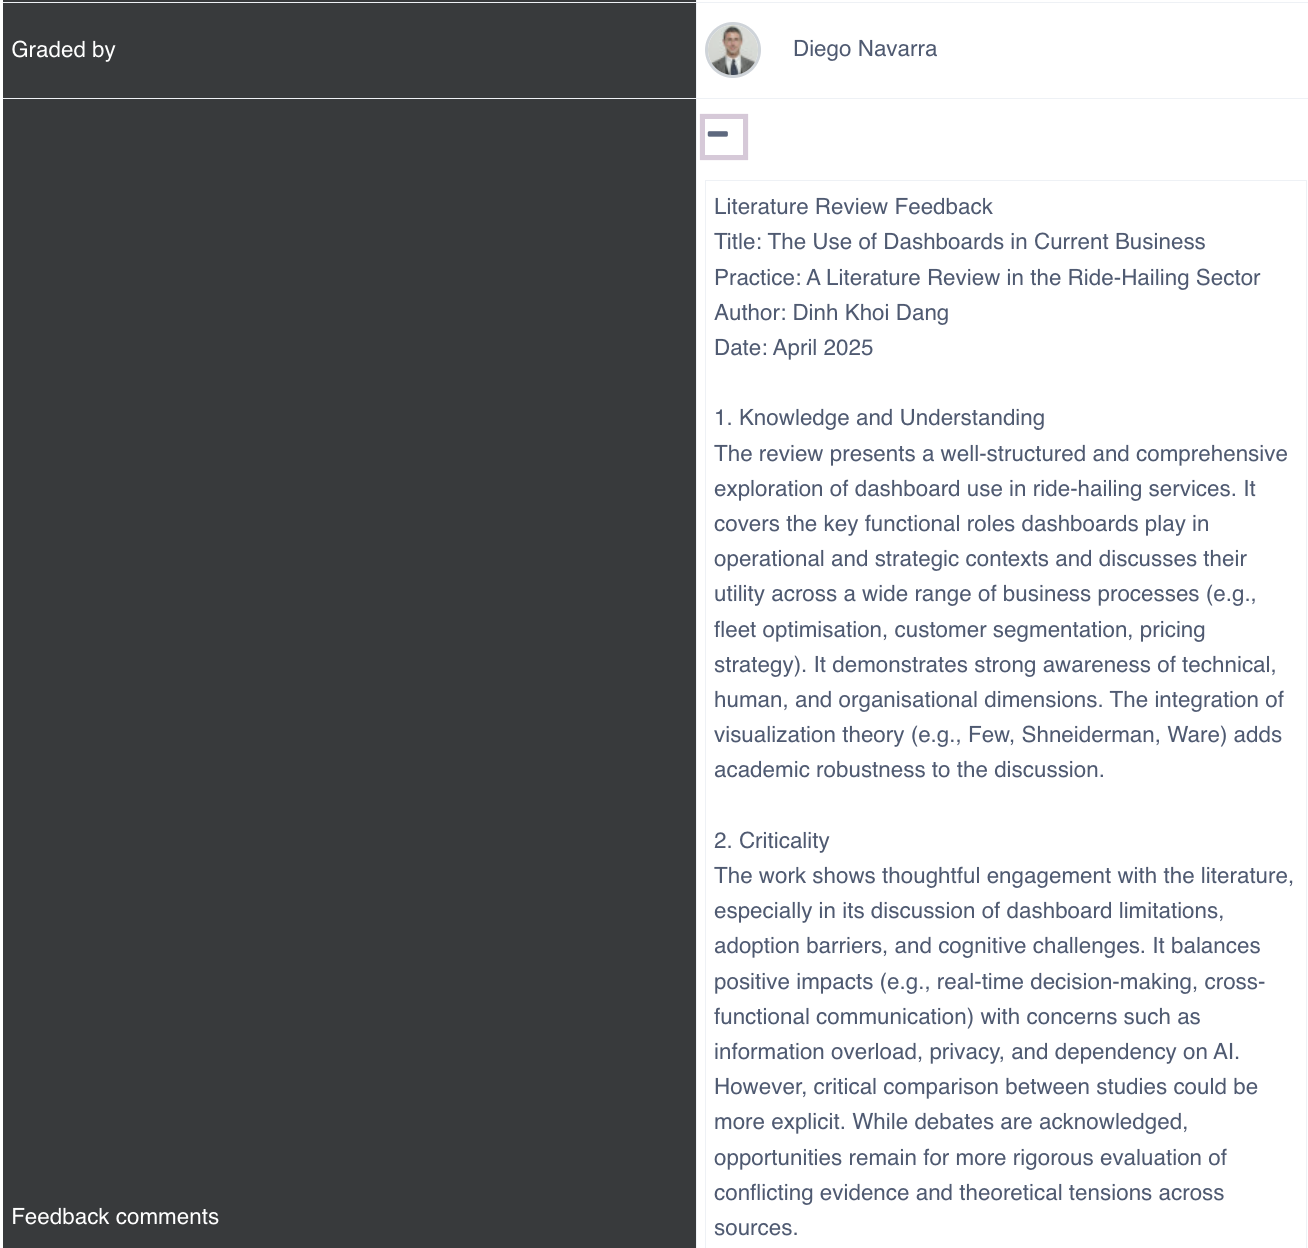 Graded by
Diego Navarra
Literature Review Feedback
Title: The Use of Dashboards in Current Business
Practice: A Literature Review in the Ride-Hailing Sector
Author: Dinh Khoi Dang
Date: April 2025
1. Knowledge and Understanding
The review presents a well-structured and comprehensive
exploration of dashboard use in ride-hailing services. It
covers the key functional roles dashboards play in
operational and strategic contexts and discusses their
utility across a wide range of business processes (e.g.,
fleet optimisation, customer segmentation, pricing
strategy). It demonstrates strong awareness of technical,
human, and organisational dimensions. The integration of
visualization theory (e.g., Few, Shneiderman, Ware) adds
academic robustness to the discussion.
2. Criticality
The work shows thoughtful engagement with the literature,
especially in its discussion of dashboard limitations,
adoption barriers, and cognitive challenges. It balances
positive impacts (e.g., real-time decision-making, cross-
functional communication) with concerns such as
information overload, privacy, and dependency on AI.
However, critical comparison between studies could be
more explicit. While debates are acknowledged,
opportunities remain for more rigorous evaluation of
conflicting evidence and theoretical tensions across
sources.
Feedback comments